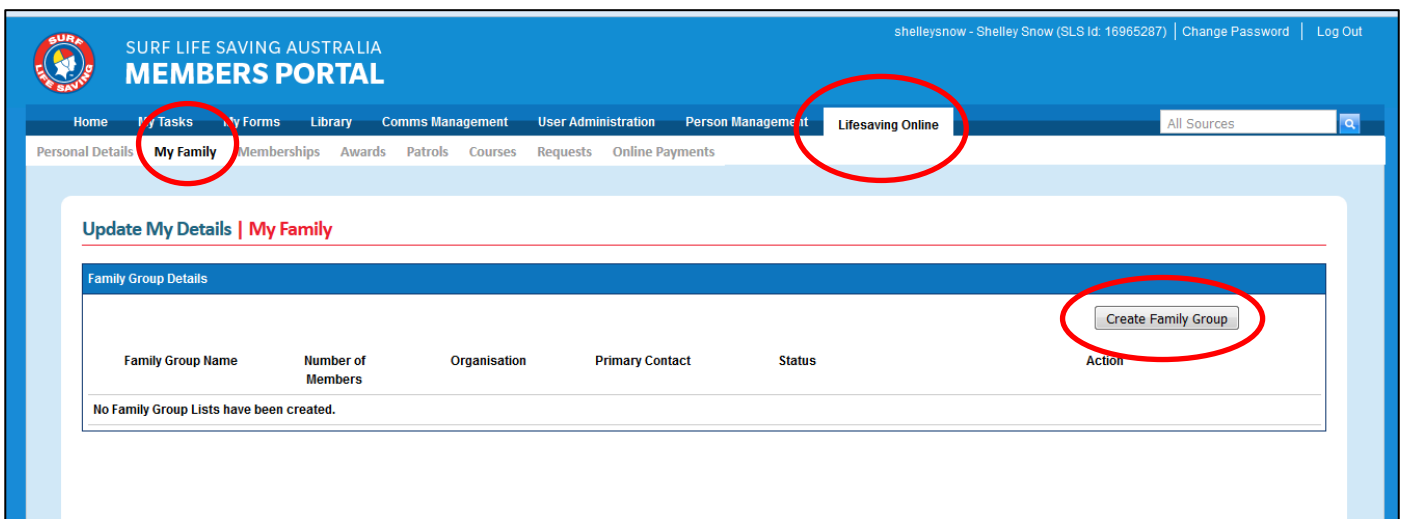 SURF
LIFE SAVING
SURF LIFE SAVING AUSTRALIA
MEMBERS PORTAL
shelleysnow - Shelley Snow (SLS Id: 16965287) | Change Password | Log Out
Home My Tasks My Forms Library Comms Management User Administration Person Management Lifesaving Online All Sources
Personal Details My Family Memberships Awards Patrols Courses Requests Online Payments
Update My Details | My Family
Family Group Details
Create Family Group
Family Group Name Number of Members Organisation Primary Contact Status Action
No Family Group Lists have been created.